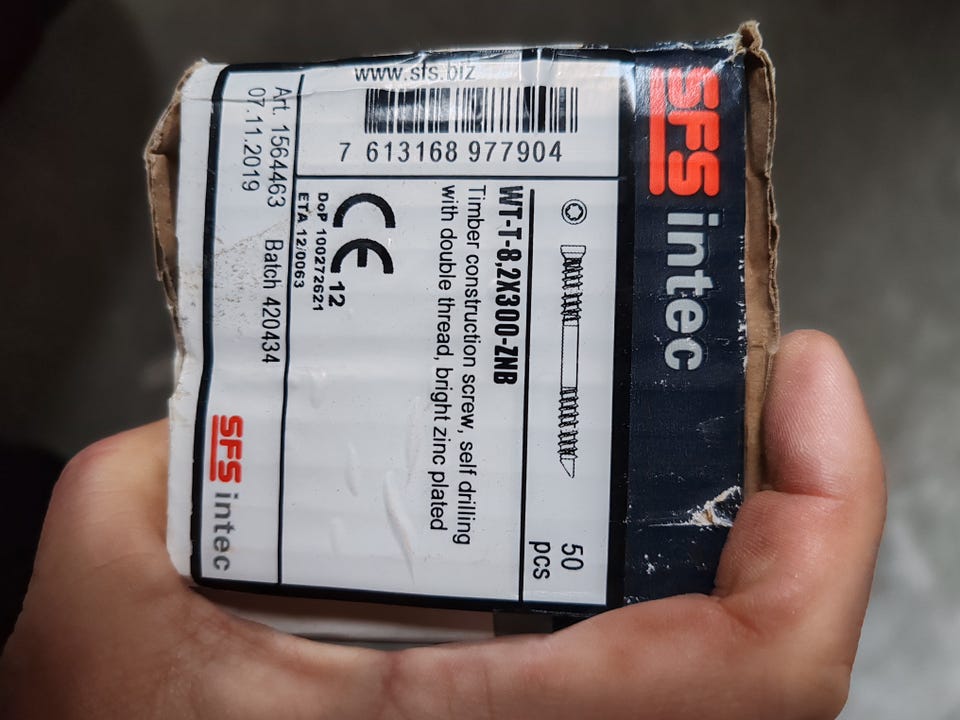 SFS intec
50
pcs
WT-T-8,2X300-ZNB
Timber construction screw, self drilling
with double thread, bright zinc plated
www.sfs.biz
7 613168 977904
CE 12
DoP 100272621
ETA 12/0063
Art. 1564463 Batch 420434
07.11.2019
SFS intec